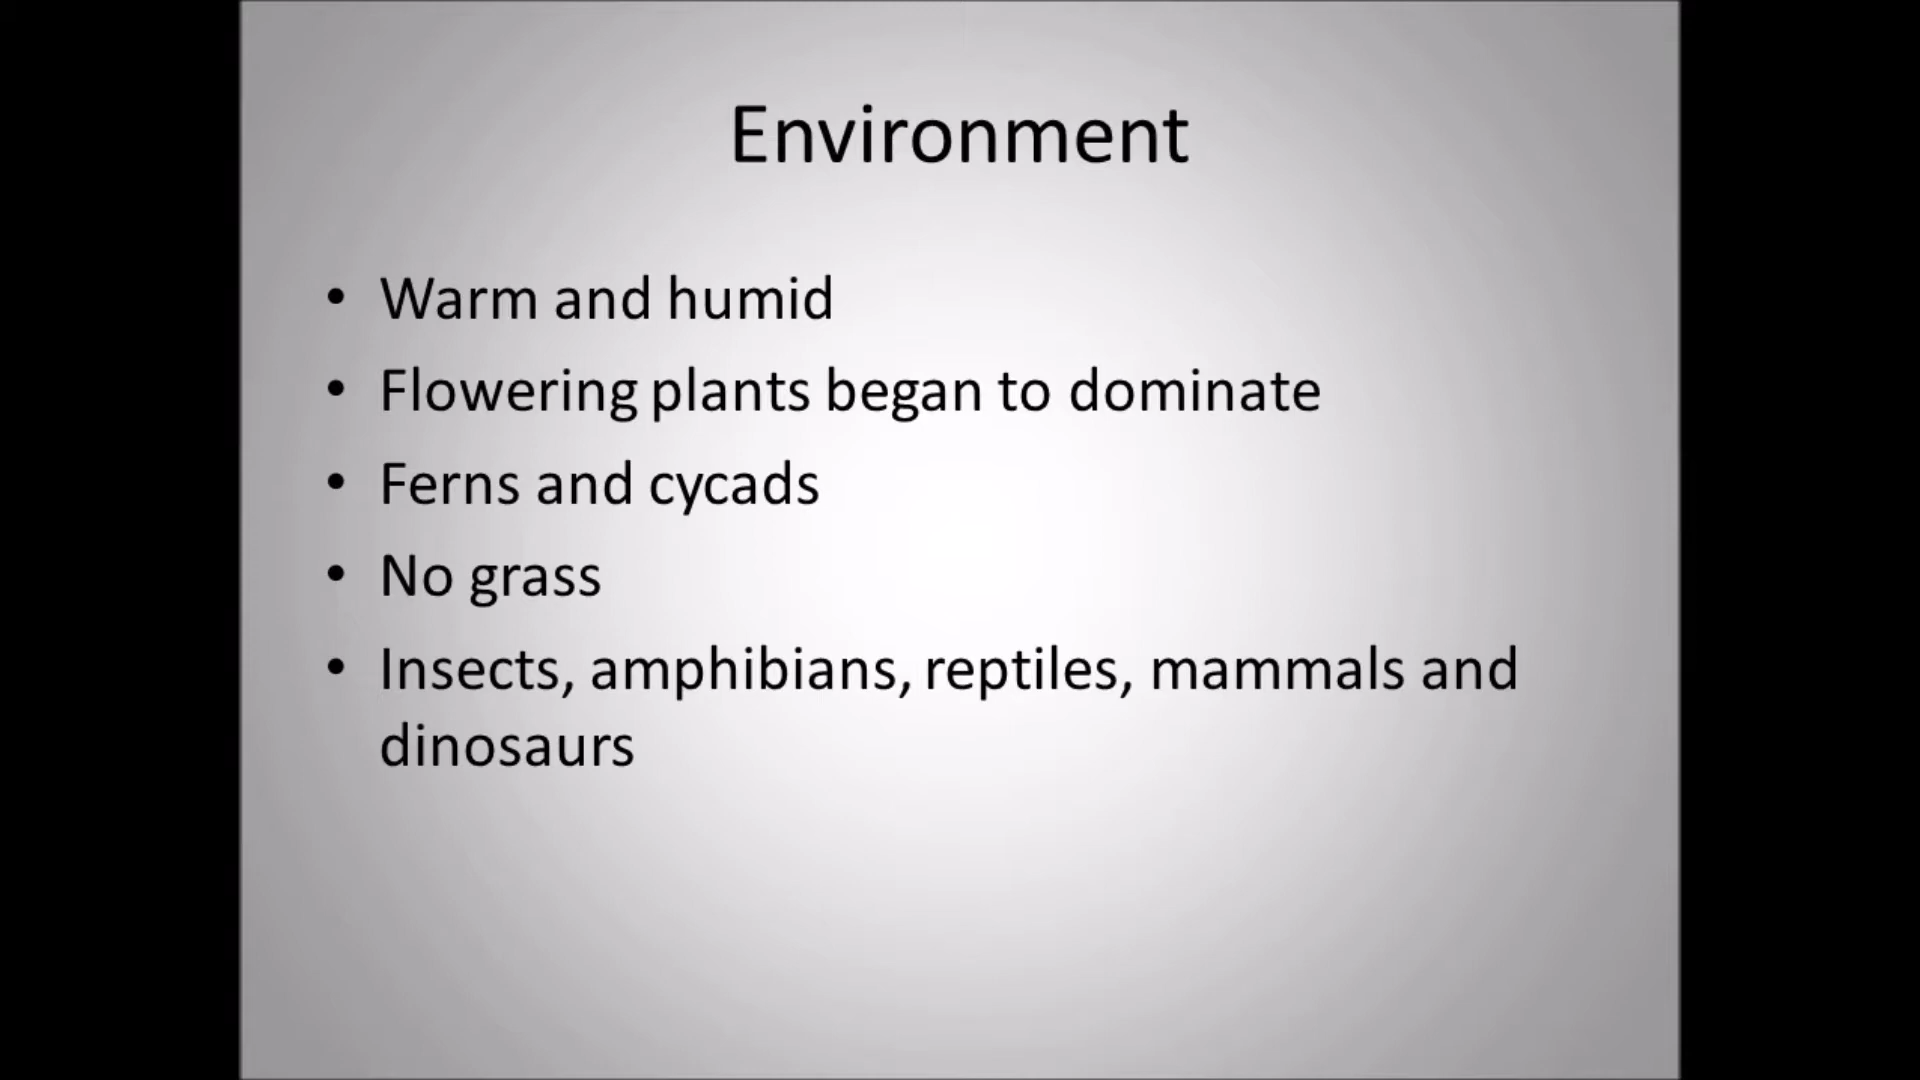 Environment
• Warm and humid
• Flowering plants began to dominate
• Ferns and cycads
• No grass
• Insects, amphibians, reptiles, mammals and
dinosaurs